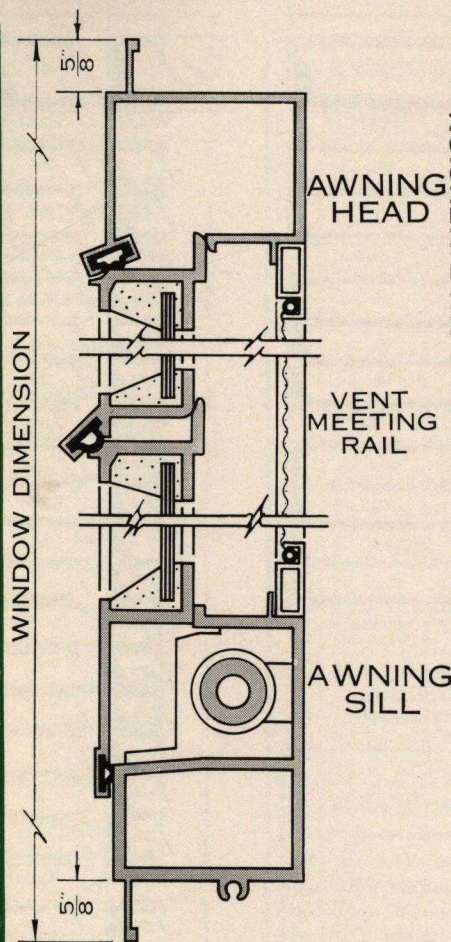 5"
8
AWNING
HEAD
WINDOW DIMENSION
VENT
MEETING
RAIL
AWNING
SILL
5"
8